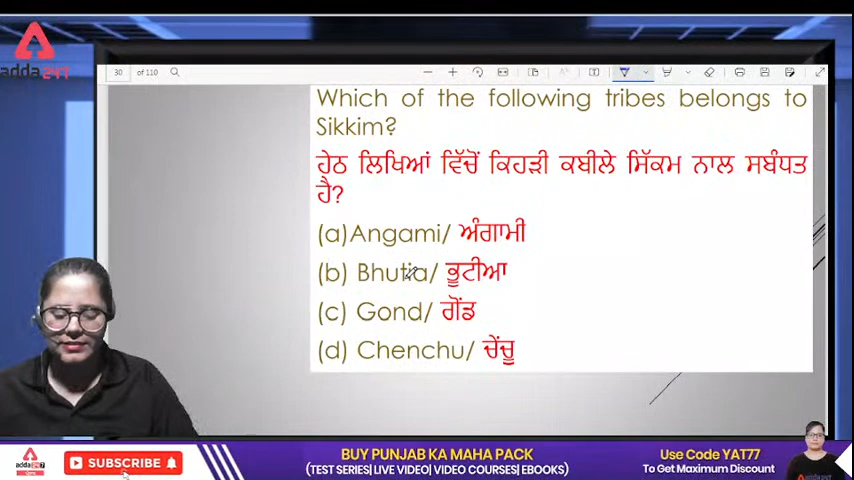 adda247
30 of 110
Which of the following tribes belongs to
Sikkim?
ਹੇਠ ਲਿਖਿਆਂ ਵਿੱਚੋਂ ਕਿਹੜੀ ਕਬੀਲੇ ਸਿੱਕਮ ਨਾਲ ਸਬੰਧਤ
ਹੈ?
(a)Angami/ ਅੰਗਾਮੀ
(b) Bhutia/ ਭੂਟੀਆ
(c) Gond/ ਗੋਂਡ
(d) Chenchu/ ਚੇਂਚੂ
adda247
SUBSCRIBE
BUY PUNJAB KA MAHA PACK
(TEST SERIES| LIVE VIDEO| VIDEO COURSES| EBOOKS)
Use Code YAT77
To Get Maximum Discount